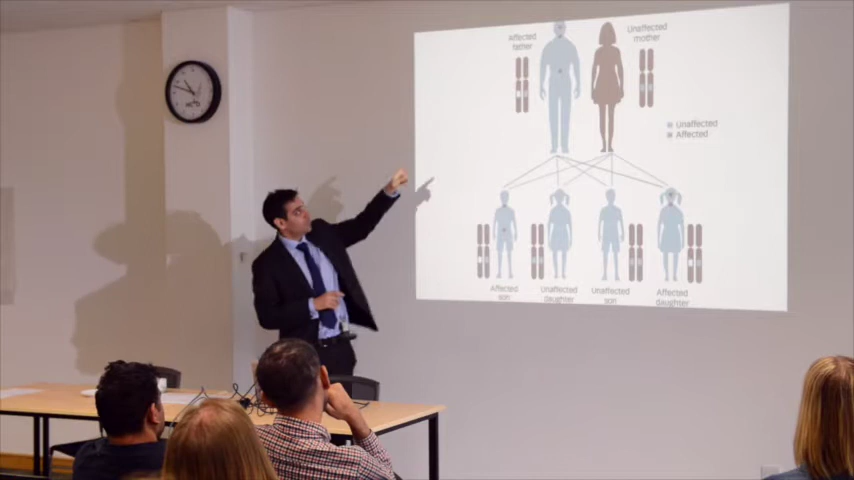 Affected
father
Unaffected
mother
Unaffected
Affected
Affected
son
Unaffected
daughter
Unaffected
son
Affected
daughter